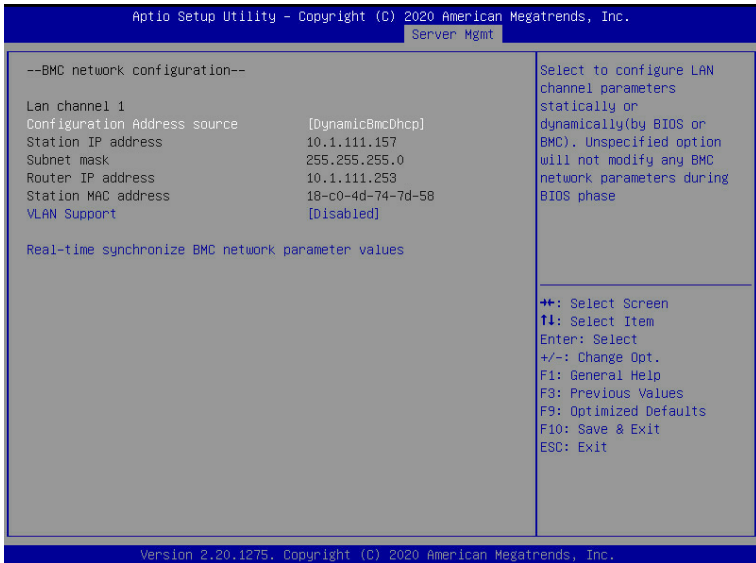 Aptio Setup Utility – Copyright (C) 2020 American Megatrends, Inc.
Server Mgmt
--BMC network configuration--
Lan channel 1
Configuration Address source [DynamicBmcDhcp]
Station IP address 10.1.111.157
Subnet mask 255.255.255.0
Router IP address 10.1.111.253
Station MAC address 18-c0-4d-74-7d-58
VLAN Support [Disabled]
Real-time synchronize BMC network parameter values
Select to configure LAN
channel parameters
statically or
dynamically(by BIOS or
BMC). Unspecified option
will not modify any BMC
network parameters during
BIOS phase
→←: Select Screen
↑↓: Select Item
Enter: Select
+/-: Change Opt.
F1: General Help
F3: Previous Values
F9: Optimized Defaults
F10: Save & Exit
ESC: Exit
Version 2.20.1275. Copyright (C) 2020 American Megatrends, Inc.